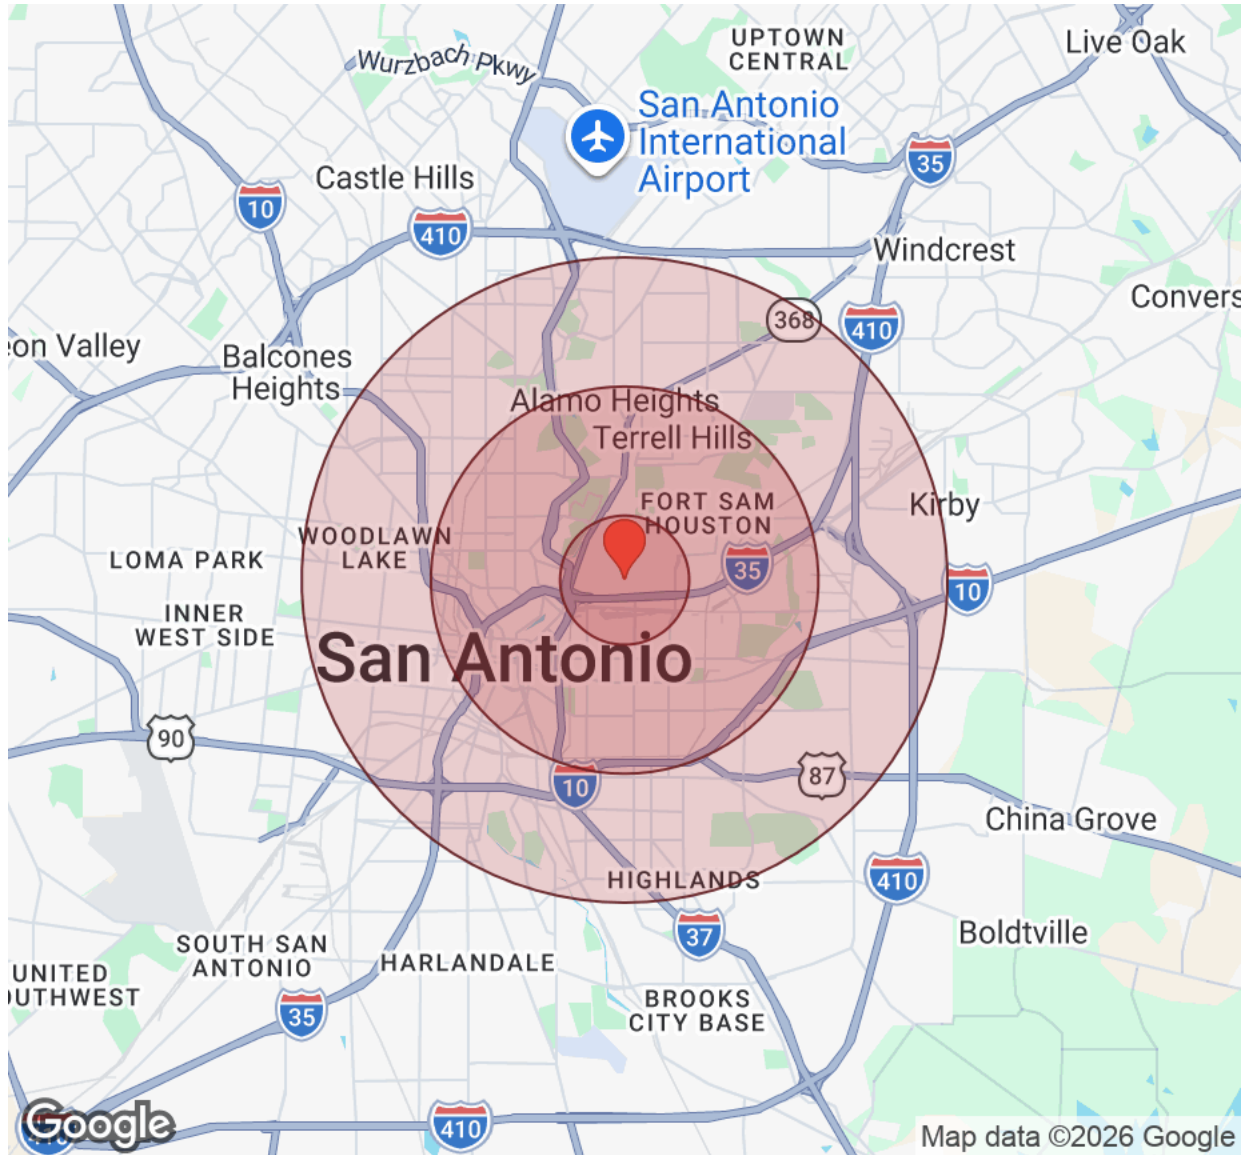 UPTOWN
CENTRAL
Live Oak
Wurzbach Pkwy
San Antonio
International
Airport
35
Castle Hills
10
410
Windcrest
Convers
368
410
eon Valley
Balcones
Heights
Alamo Heights
Terrell Hills
FORT SAM
HOUSTON
Kirby
WOODLAWN
LAKE
LOMA PARK
35
10
INNER
WEST SIDE
San Antonio
90
87
10
China Grove
HIGHLANDS
410
37
Boldtville
SOUTH SAN
ANTONIO
HARLANDALE
UNITED
OUTHWEST
BROOKS
CITY BASE
35
410
410
Google
Map data ©2026 Google